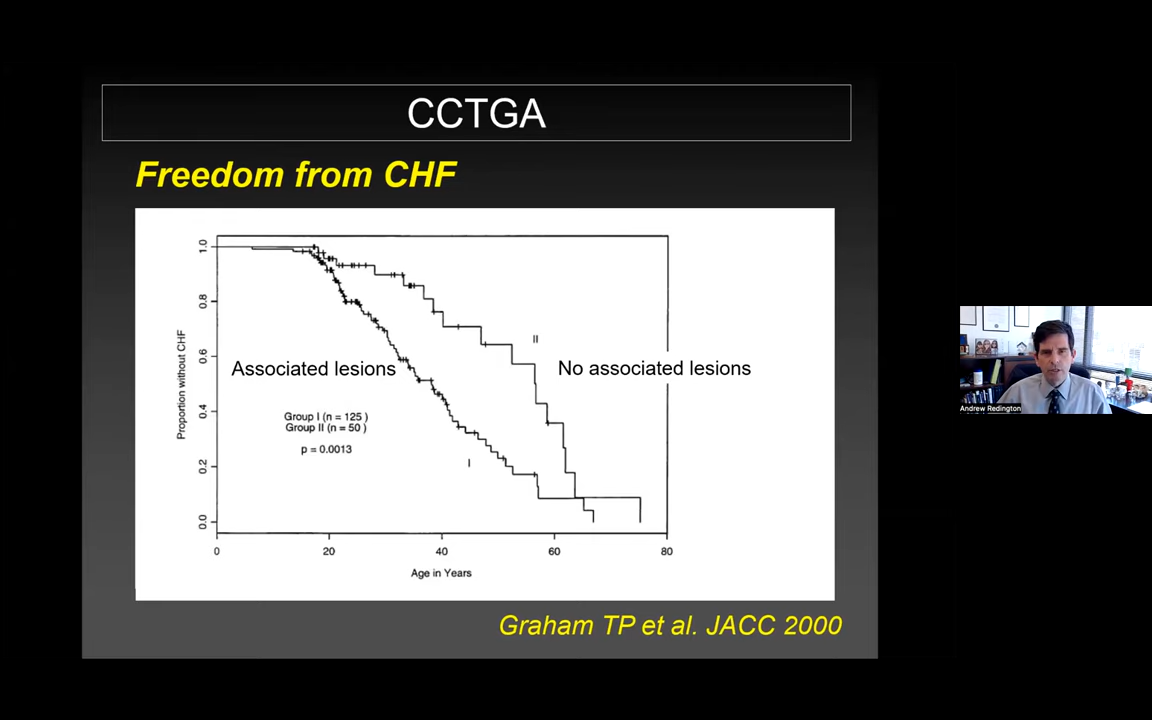 CCTGA
Freedom from CHF
Proportion without CHF
1.0
0.8
0.6
0.4
0.2
0.0
Associated lesions
Group I (n = 125 )
Group II (n = 50 )
p = 0.0013
II
No associated lesions
I
0 20 40 60 80
Age in Years
Graham TP et al. JACC 2000
Andrew Redington